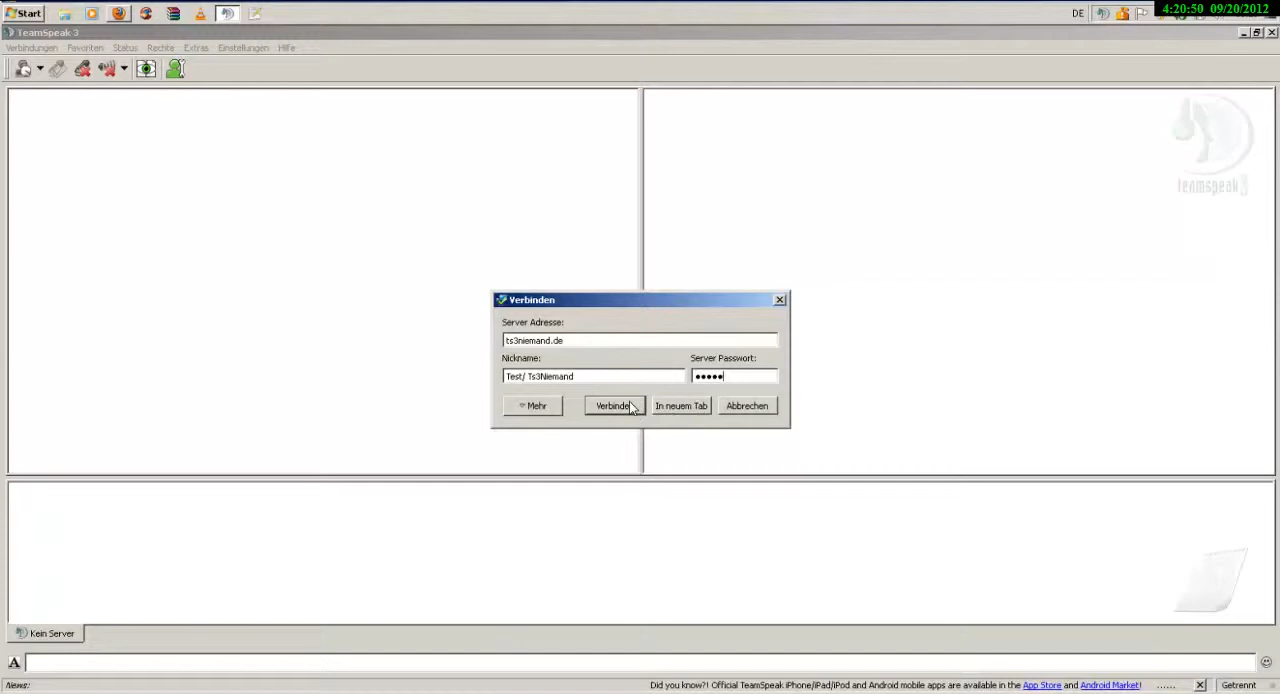 Start
DE
4:20:50 09/20/2012
TeamSpeak 3
Verbindungen Favoriten Status Rechte Extras Einstellungen Hilfe
teamspeak 3
Verbinden
Server Adresse:
ts3niemand.de
Nickname: Server Passwort:
Test/ Ts3Niemand ●●●●●
Mehr Verbinden In neuem Tab Abbrechen
Kein Server
A
News: Did you know?! Official TeamSpeak iPhone/iPad/iPod and Android mobile apps are available in the App Store and Android Market! ...... Getrennt